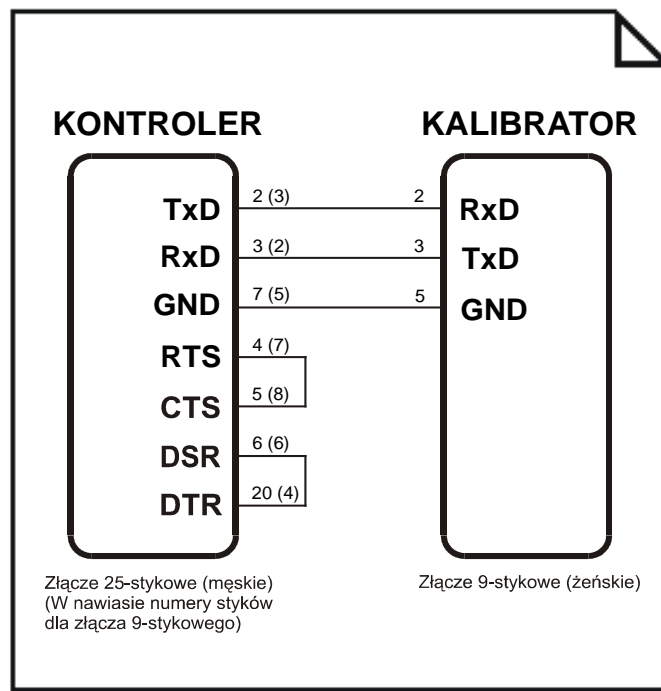 KONTROLER KALIBRATOR
TxD 2 (3) 2 RxD
RxD 3 (2) 3 TxD
GND 7 (5) 5 GND
RTS 4 (7)
CTS 5 (8)
DSR 6 (6)
DTR 20 (4)
Złącze 25-stykowe (męskie)
(W nawiasie numery styków
dla złącza 9-stykowego)
Złącze 9-stykowe (żeńskie)